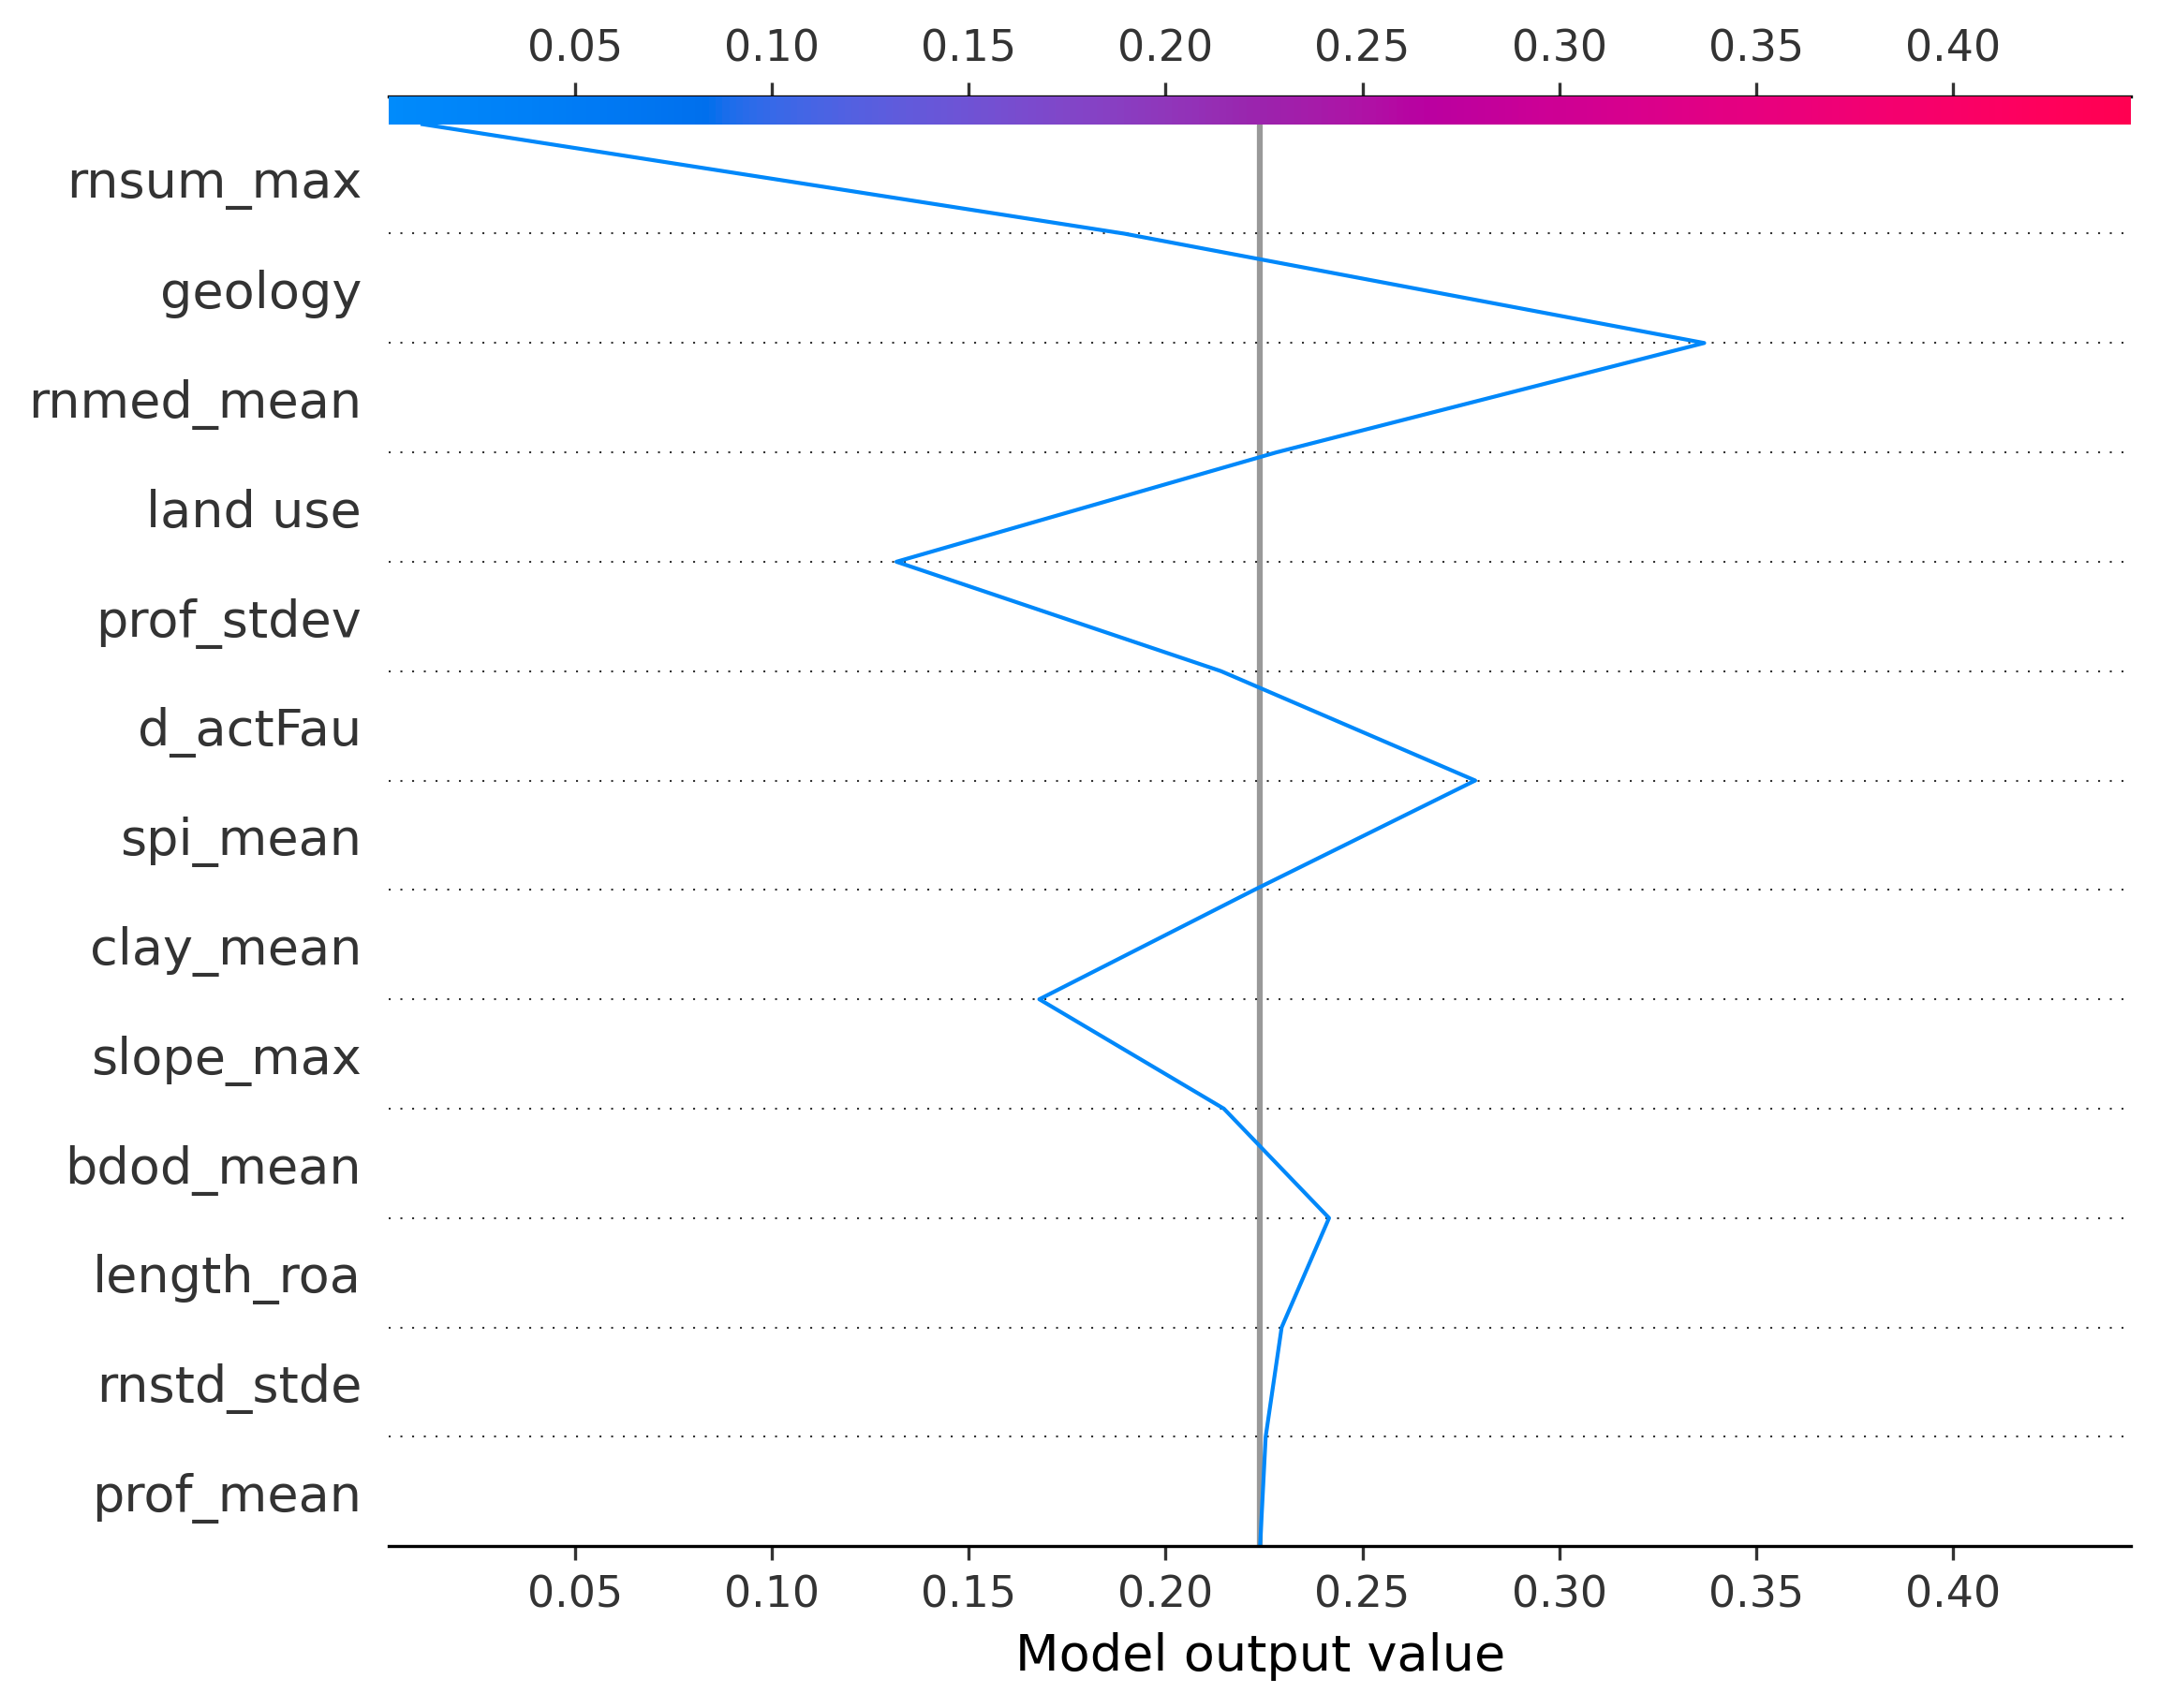 0.05 0.10 0.15 0.20 0.25 0.30 0.35 0.40
rnsum_max
geology
rnmed_mean
land use
prof_stdev
d_actFau
spi_mean
clay_mean
slope_max
bdod_mean
length_roa
rnstd_stde
prof_mean
0.05 0.10 0.15 0.20 0.25 0.30 0.35 0.40
Model output value